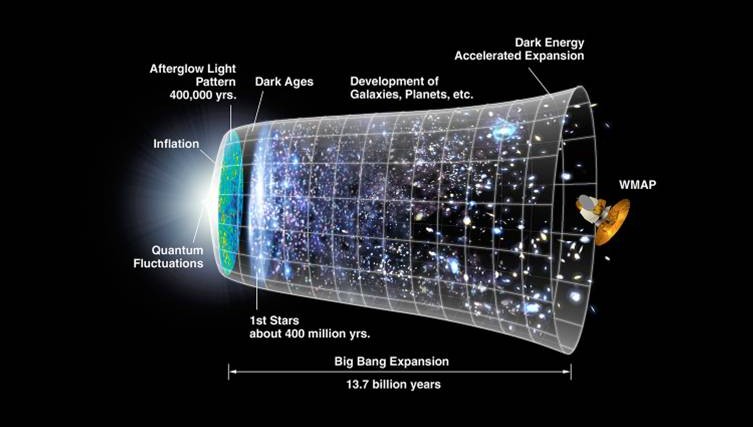 Dark Energy
Accelerated Expansion
Afterglow Light
Pattern
400,000 yrs.
Dark Ages
Development of
Galaxies, Planets, etc.
Inflation
WMAP
Quantum
Fluctuations
1st Stars
about 400 million yrs.
Big Bang Expansion
13.7 billion years